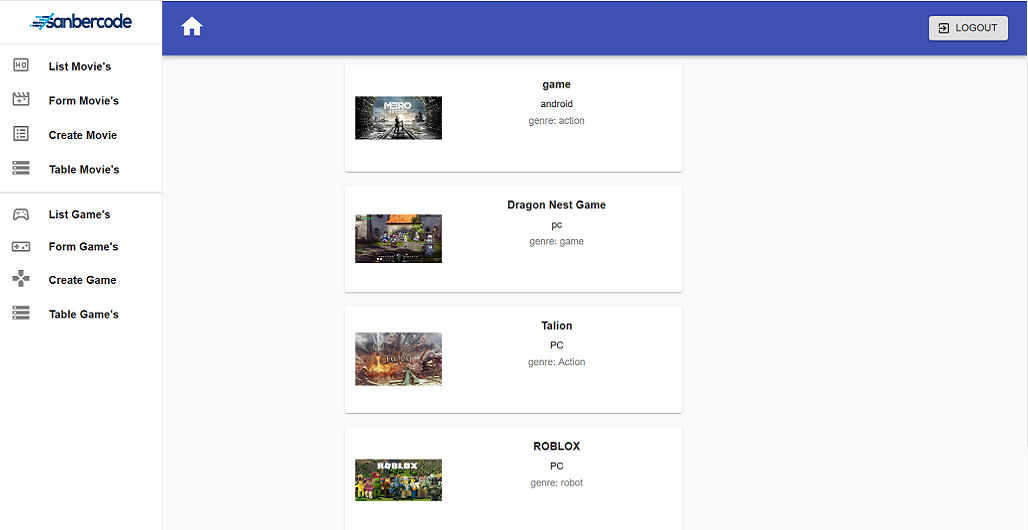 Sanbercode
LOGOUT
List Movie's
Form Movie's
Create Movie
Table Movie's
List Game's
Form Game's
Create Game
Table Game's
METRO
game
android
genre: action
Dragon Nest Game
pc
genre: game
TALION
Talion
PC
genre: Action
ROBLOX
ROBLOX
PC
genre: robot